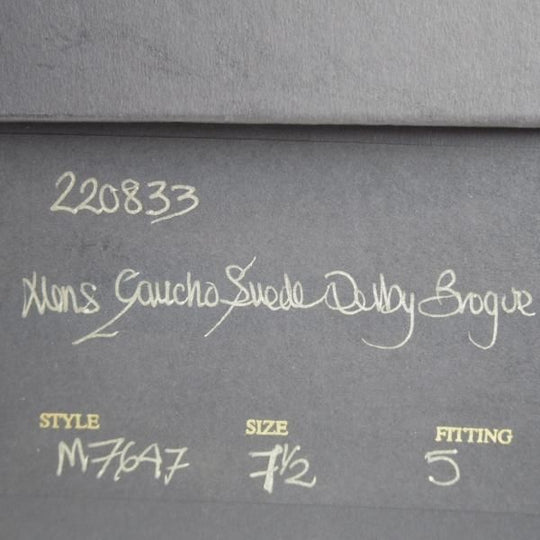 220833
Mens Gaucho Suede Derby Brogue
STYLE SIZE FITTING
M7647 7½ 5